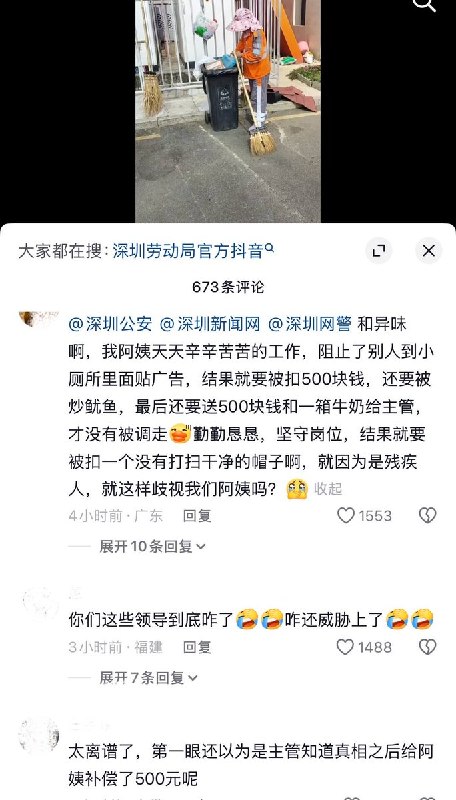 大家都在搜：深圳劳动局官方抖音
673条评论
@深圳公安 @深圳新闻网 @深圳网警 和异味
啊，我阿姨天天辛辛苦苦的工作，阻止了别人到小
厕所里面贴广告，结果就要被扣500块钱，还要被
炒鱿鱼，最后还要送500块钱和一箱牛奶给主管，
才没有被调走🤣勤勤恳恳，坚守岗位，结果就要
被扣一个没有打扫干净的帽子啊，就因为是残疾
人，就这样歧视我们阿姨吗？😭 收起
4小时前 · 广东 回复 1553
展开10条回复
你们这些领导到底咋了🤣🤣咋还威胁上了🤣🤣
3小时前 · 福建 回复 1488
展开7条回复
太离谱了，第一眼还以为是主管知道真相之后给阿
姨补偿了500元呢